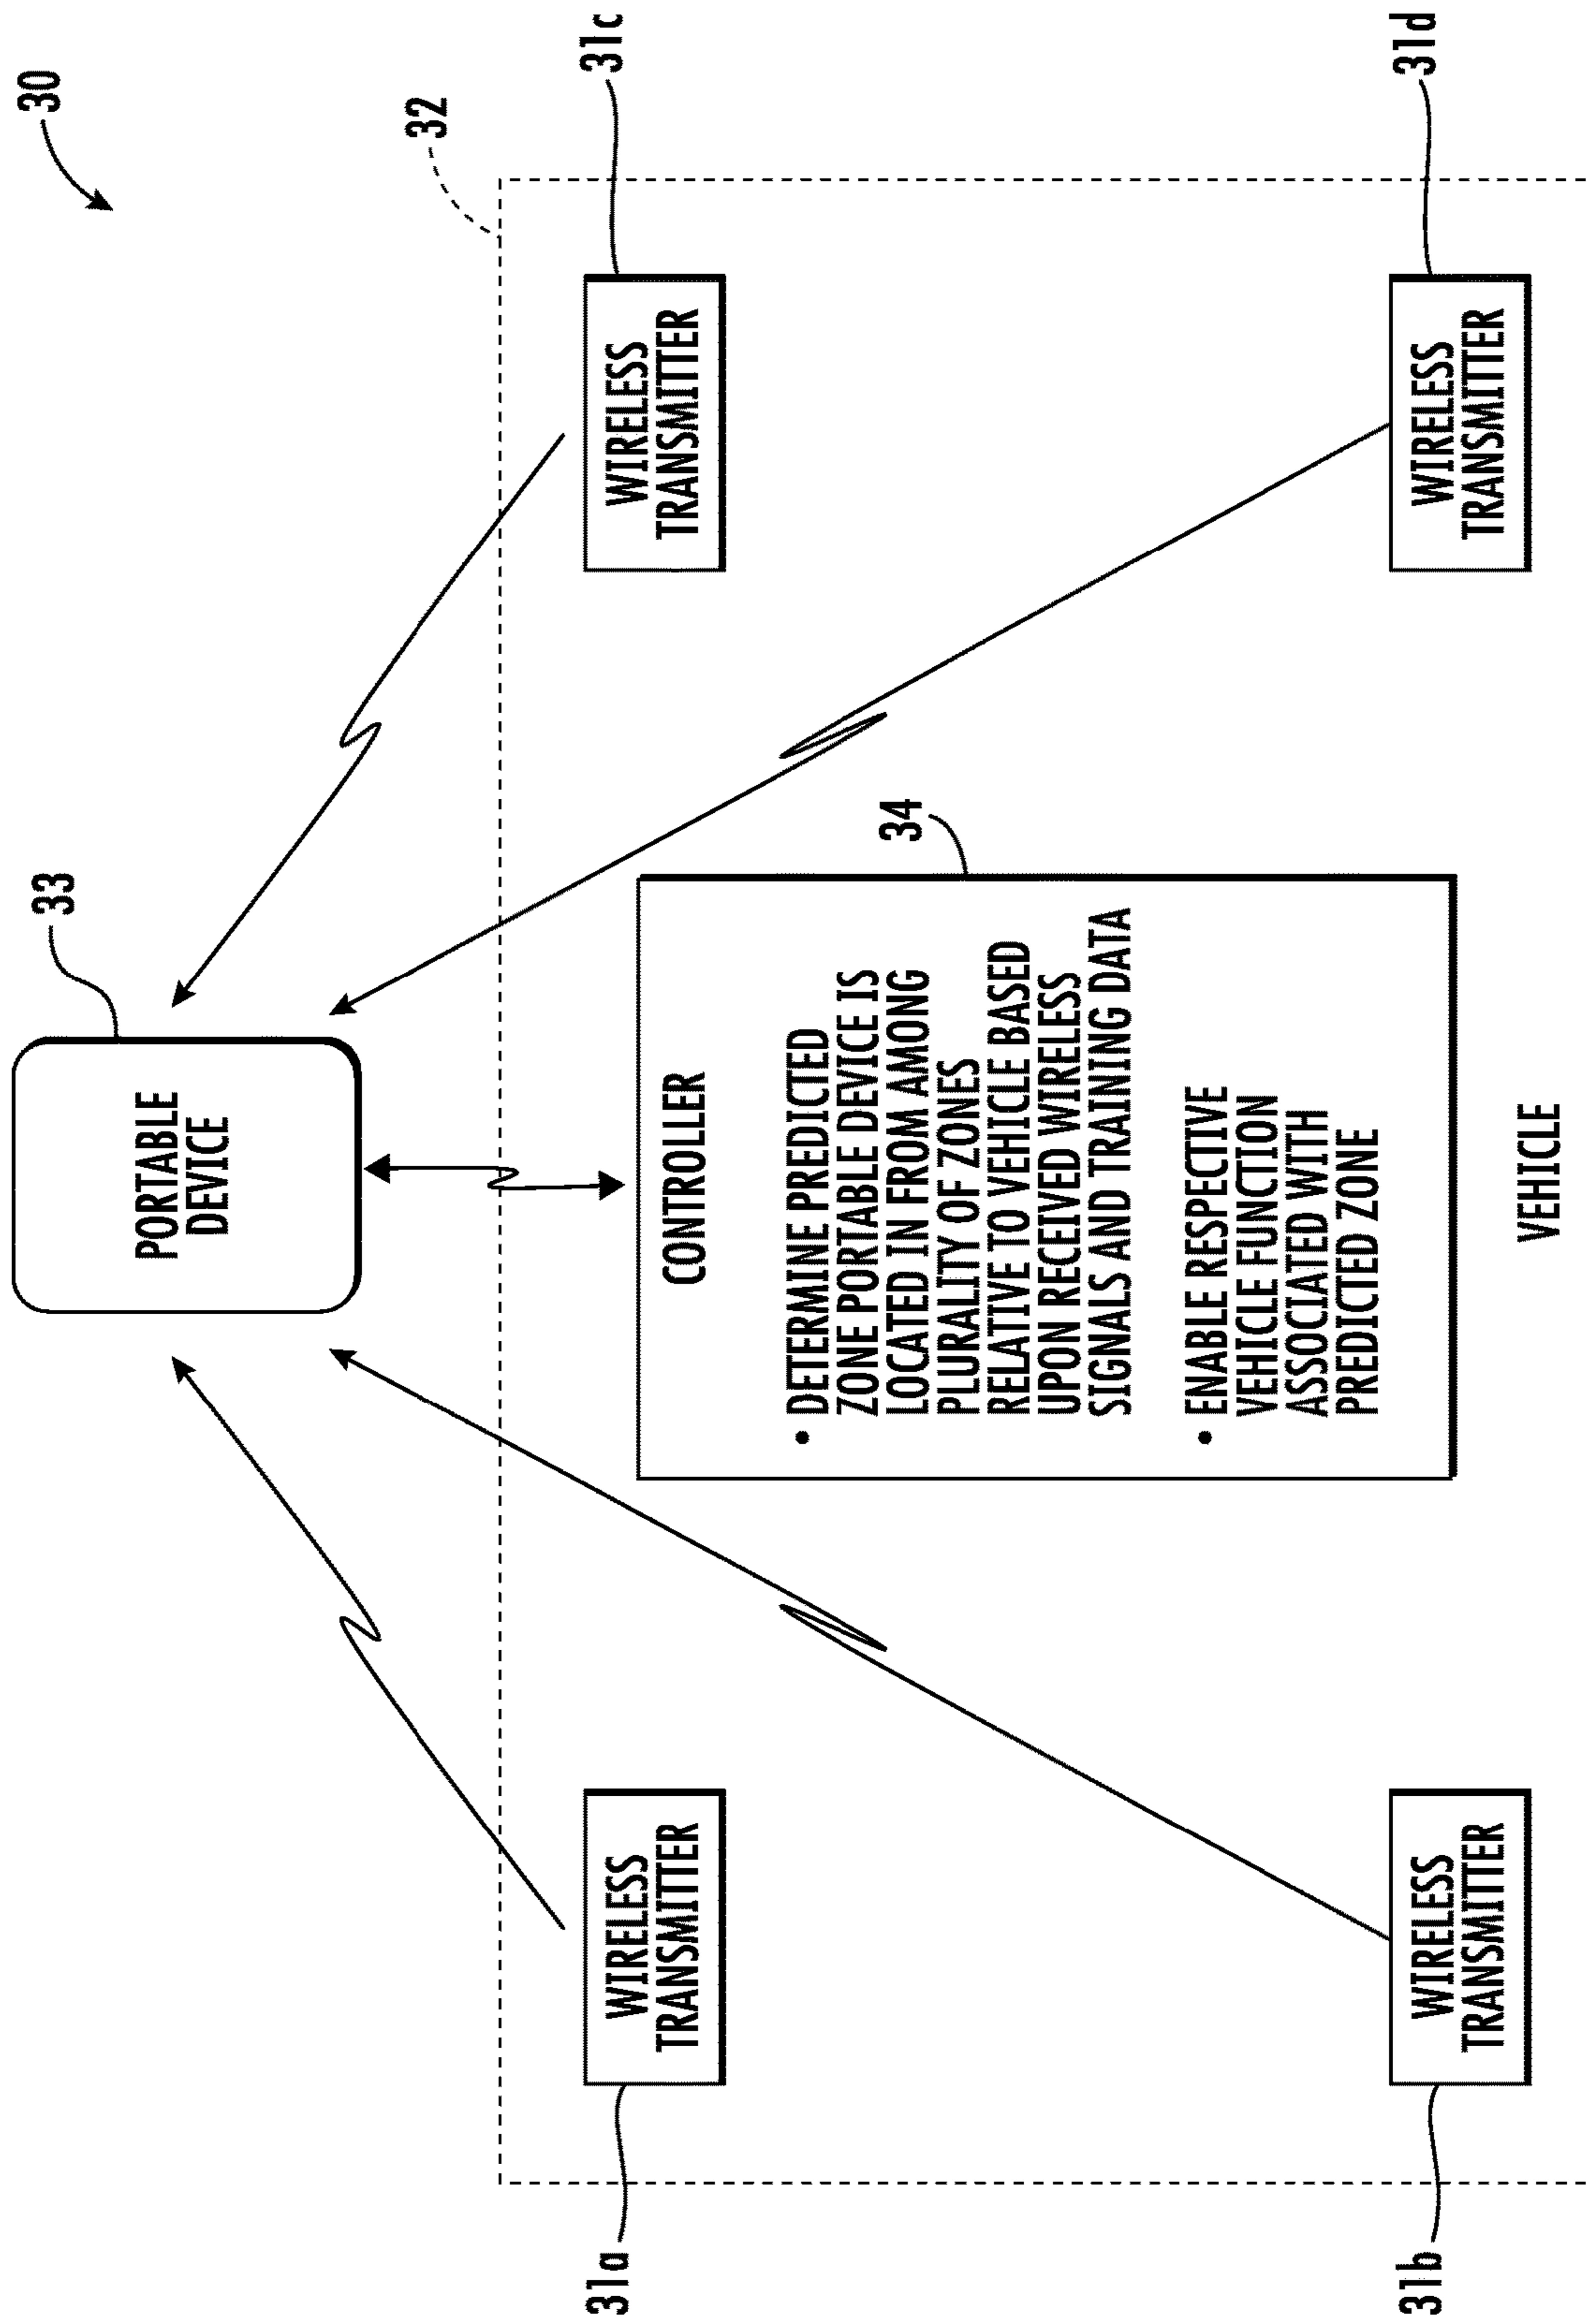 30
33
PORTABLE
DEVICE
32
31a
WIRELESS
TRANSMITTER
31c
WIRELESS
TRANSMITTER
34
CONTROLLER
• DETERMINE PREDICTED
ZONE PORTABLE DEVICE IS
LOCATED IN FROM AMONG
PLURALITY OF ZONES
RELATIVE TO VEHICLE BASED
UPON RECEIVED WIRELESS
SIGNALS AND TRAINING DATA
• ENABLE RESPECTIVE
VEHICLE FUNCTION
ASSOCIATED WITH
PREDICTED ZONE
31b
WIRELESS
TRANSMITTER
31d
WIRELESS
TRANSMITTER
VEHICLE